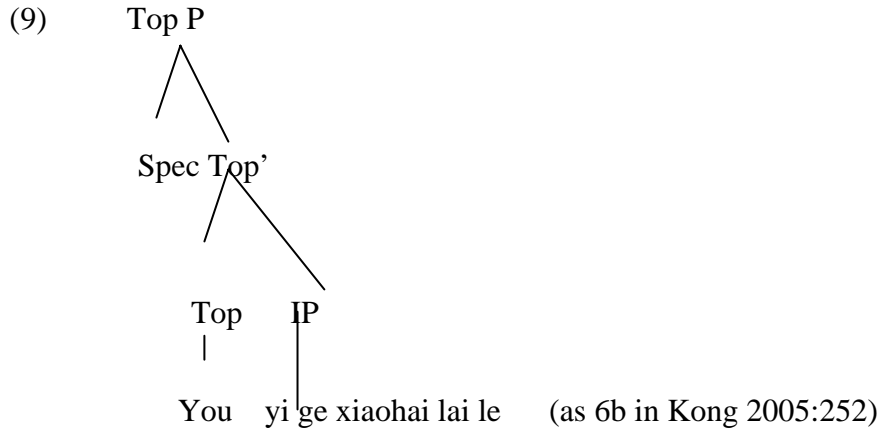 (9) Top P
Spec Top’
Top IP
You yi ge xiaohai lai le (as 6b in Kong 2005:252)